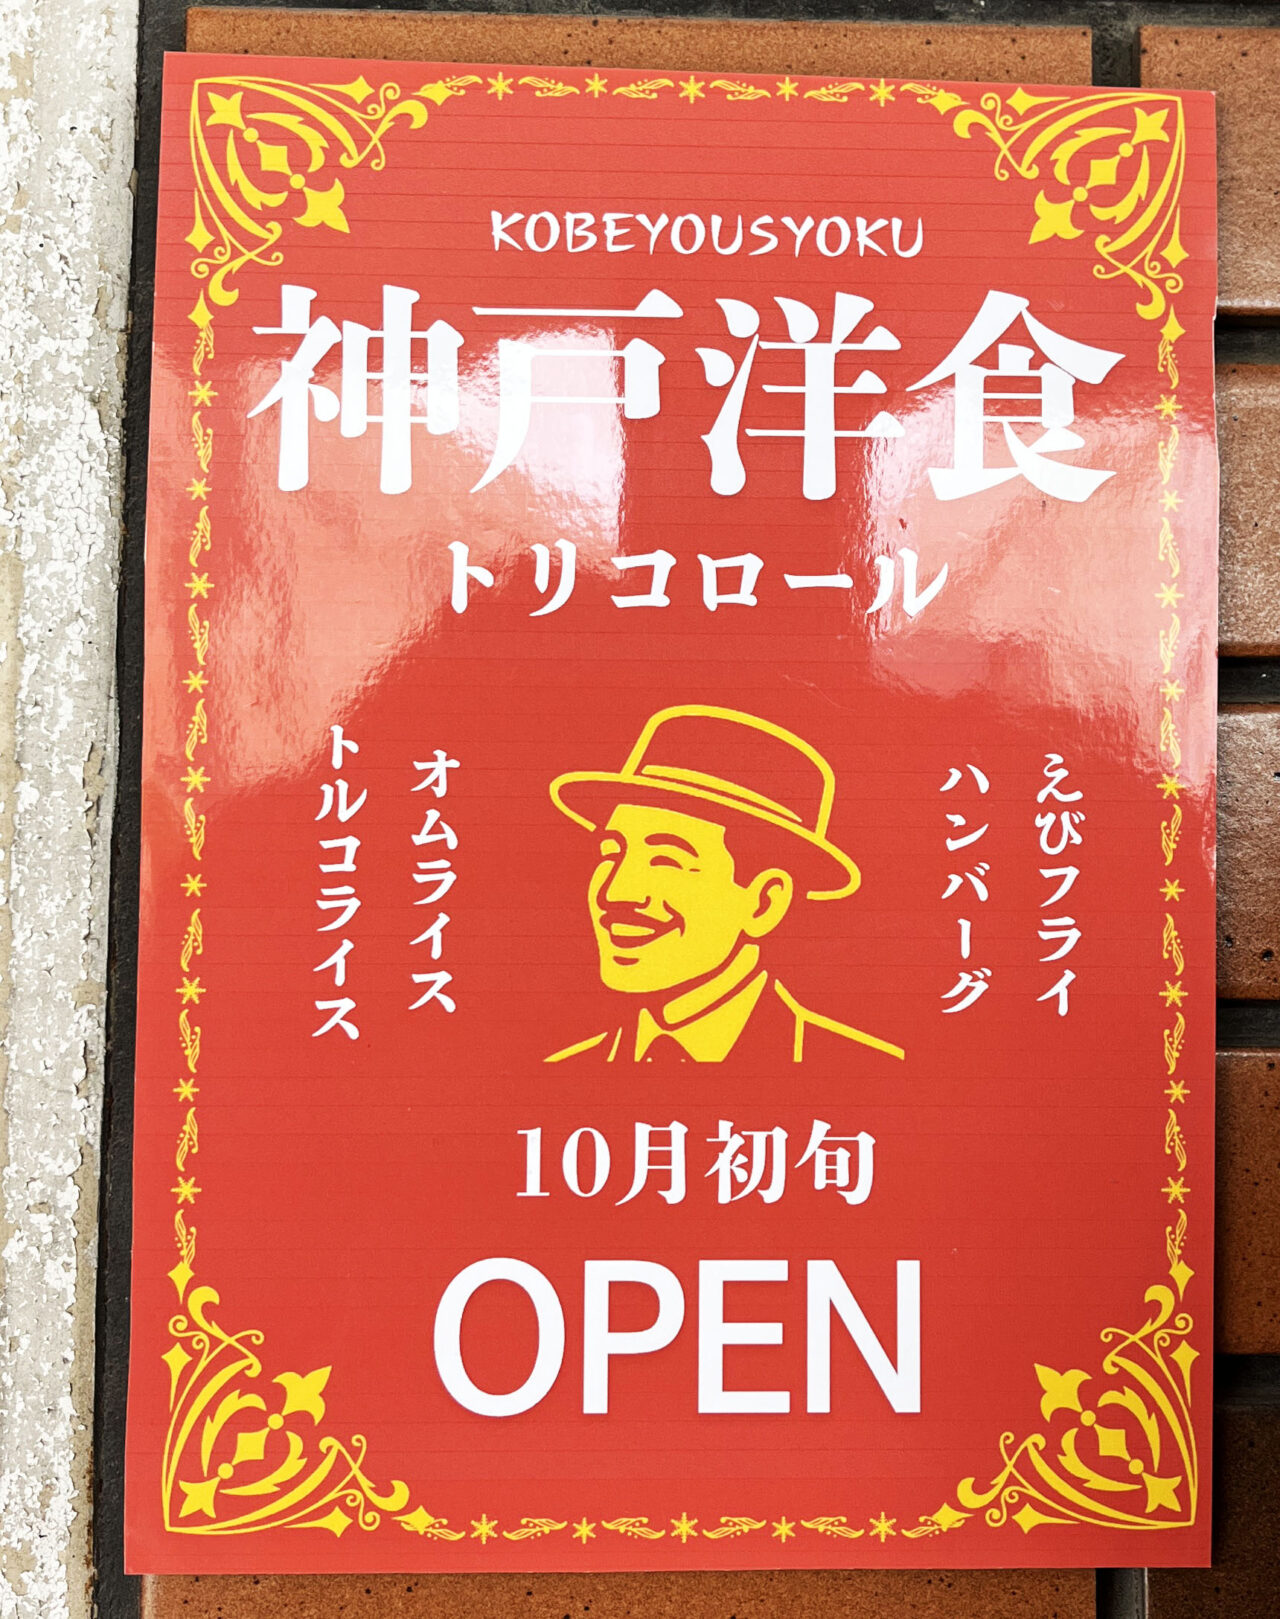 KOBEYOUSYOKU
神戸洋食
トリコロール
えびフライ
ハンバーグ
オムライス
トルコライス
10月初旬
OPEN